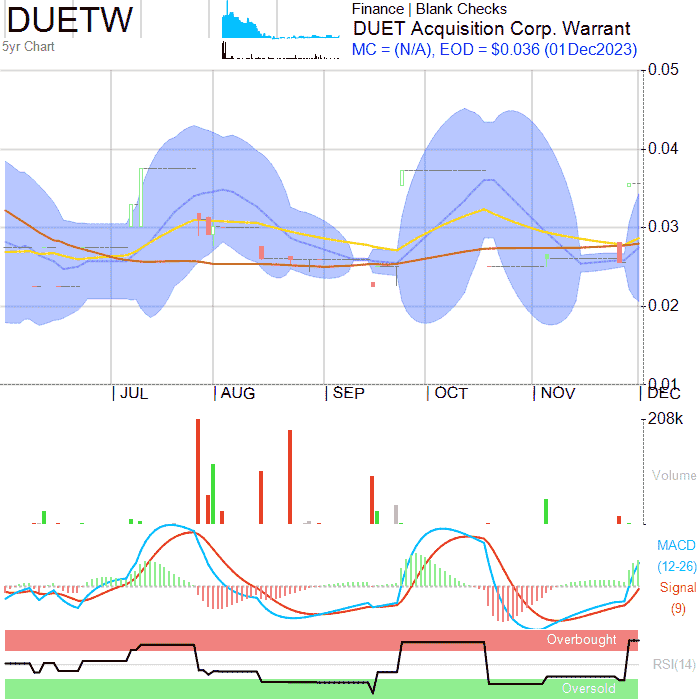 DUETW
5yr Chart
Finance | Blank Checks
DUET Acquisition Corp. Warrant
MC = (N/A), EOD = $0.036 (01Dec2023)
0.05
0.04
0.03
0.02
0.01
JUL
AUG
SEP
OCT
NOV
DEC
208k
Volume
MACD
(12-26)
Signal
(9)
Overbought
RSI(14)
Oversold